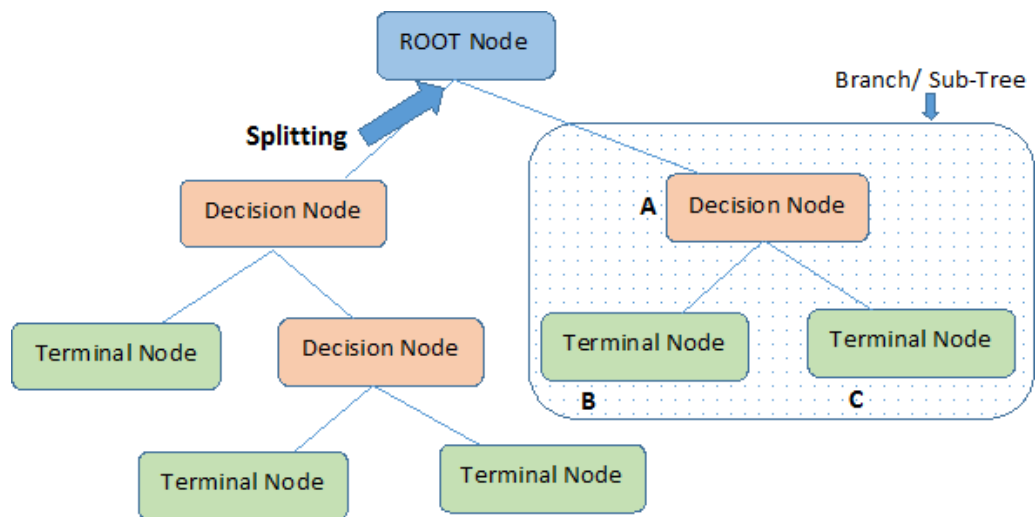 ROOT Node
Branch/ Sub-Tree
Splitting
Decision Node
A
Decision Node
Terminal Node
Decision Node
Terminal Node
Terminal Node
B
C
Terminal Node
Terminal Node